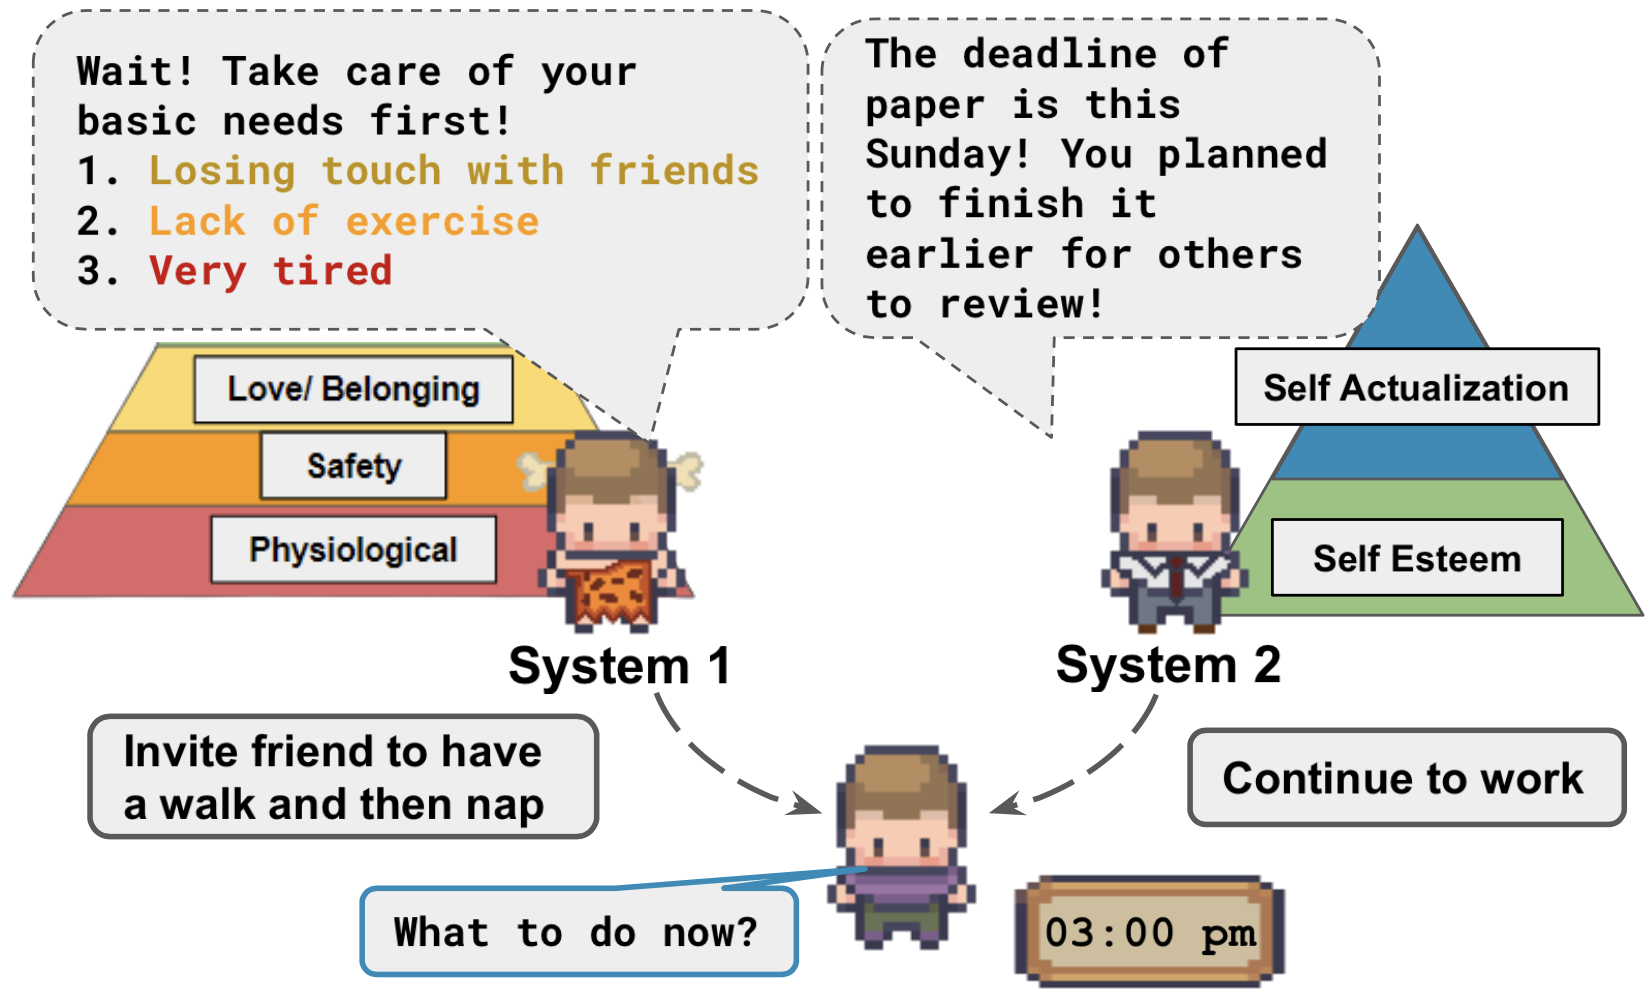 Wait! Take care of your
basic needs first!
1. Losing touch with friends
2. Lack of exercise
3. Very tired
The deadline of
paper is this
Sunday! You planned
to finish it
earlier for others
to review!
Love/ Belonging
Safety
Physiological
Self Actualization
Self Esteem
System 1
System 2
Invite friend to have
a walk and then nap
Continue to work
What to do now?
03:00 pm